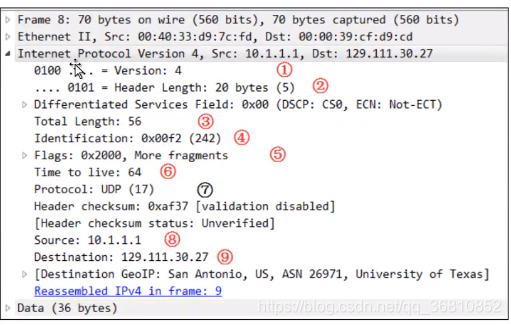 Frame 8: 70 bytes on wire (560 bits), 70 bytes captured (560 bits)
Ethernet II, Src: 00:40:33:d9:7c:fd, Dst: 00:00:39:cf:d9:cd
Internet Protocol Version 4, Src: 10.1.1.1, Dst: 129.111.30.27
0100 .... = Version: 4 ①
.... 0101 = Header Length: 20 bytes (5) ②
Differentiated Services Field: 0x00 (DSCP: CS0, ECN: Not-ECT)
Total Length: 56 ③
Identification: 0x00f2 (242) ④
Flags: 0x2000, More fragments ⑤
Time to live: 64 ⑥
Protocol: UDP (17) ⑦
Header checksum: 0xaf37 [validation disabled]
[Header checksum status: Unverified]
Source: 10.1.1.1 ⑧
Destination: 129.111.30.27 ⑨
[Destination GeoIP: San Antonio, US, ASN 26971, University of Texas]
Reassembled IPv4 in frame: 9
Data (36 bytes)
https://blog.csdn.net/qq_36810852